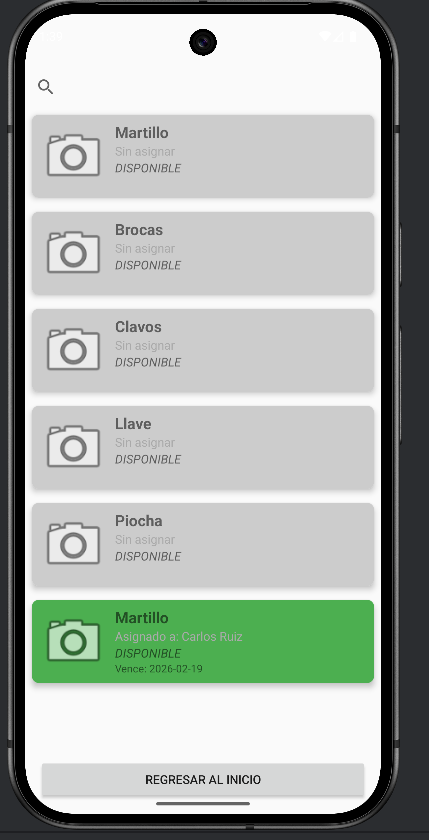 Martillo
Sin asignar
DISPONIBLE
Brocas
Sin asignar
DISPONIBLE
Clavos
Sin asignar
DISPONIBLE
Llave
Sin asignar
DISPONIBLE
Piocha
Sin asignar
DISPONIBLE
Martillo
Asignado a: Carlos Ruiz
DISPONIBLE
Vence: 2026-02-19
REGRESAR AL INICIO